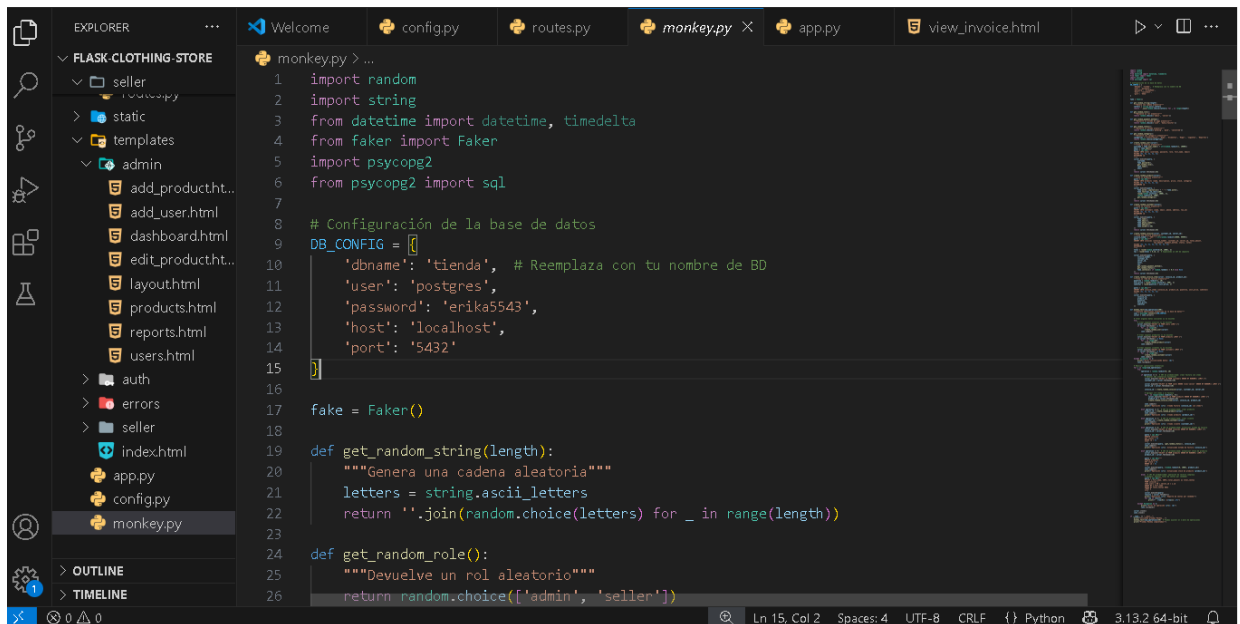 EXPLORER ...
FLASK-CLOTHING-STORE
seller
routes.py
static
templates
admin
add_product.ht...
add_user.html
dashboard.html
edit_product.ht...
layout.html
products.html
reports.html
users.html
auth
errors
seller
index.html
app.py
config.py
monkey.py
OUTLINE
TIMELINE
Welcome
config.py
routes.py
monkey.py
app.py
view_invoice.html
monkey.py > ...
1 import random
2 import string
3 from datetime import datetime, timedelta
4 from faker import Faker
5 import psycopg2
6 from psycopg2 import sql
7
8 # Configuración de la base de datos
9 DB_CONFIG = {
10 'dbname': 'tienda', # Reemplaza con tu nombre de BD
11 'user': 'postgres',
12 'password': 'erika5543',
13 'host': 'localhost',
14 'port': '5432'
15 }
16
17 fake = Faker()
18
19 def get_random_string(length):
20 """Genera una cadena aleatoria"""
21 letters = string.ascii_letters
22 return ''.join(random.choice(letters) for _ in range(length))
23
24 def get_random_role():
25 """Devuelve un rol aleatorio"""
26 return random.choice(['admin', 'seller'])
1
0 0
Ln 15, Col 2 Spaces: 4 UTF-8 CRLF {} Python 3.13.2 64-bit